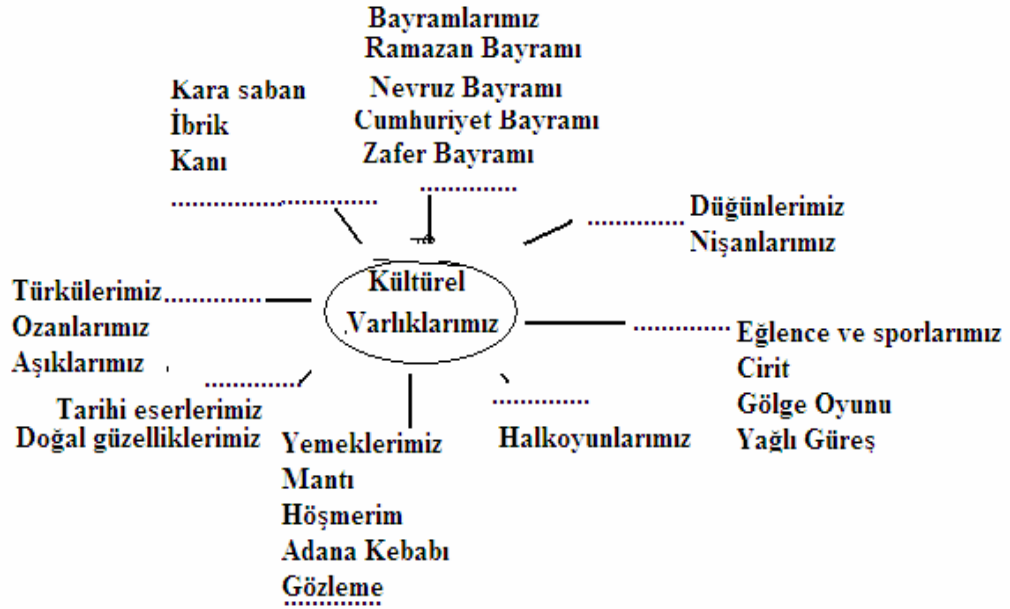 Bayramlarımız
Ramazan Bayramı
Nevruz Bayramı
Cumhuriyet Bayramı
Zafer Bayramı
....................
Kara saban
İbrik
Kanı
............................................
Düğünlerimiz
....................
Nişanlarımız
Kültürel
Varlıklarımız
Türkülerimiz....................
Ozanlarımız
Aşıklarımız
....................
Eğlence ve sporlarımız
Cirit
Gölge Oyunu
Yağlı Güreş
....................
Tarihi eserlerimiz
Doğal güzelliklerimiz
Yemeklerimiz
Mantı
Höşmerim
Adana Kebabı
Gözleme
....................
....................
Halkoyunlarımız